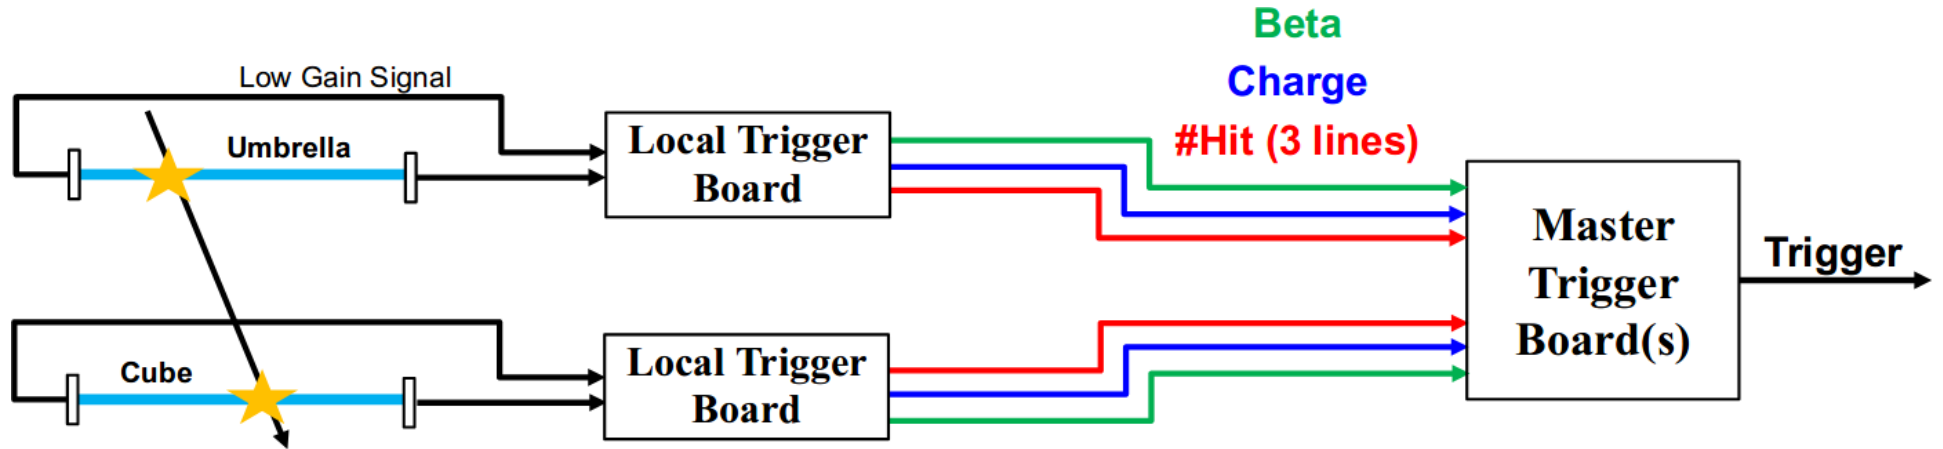 Beta
Charge
#Hit (3 lines)
Low Gain Signal
Umbrella
Local Trigger
Board
Master
Trigger
Board(s)
Trigger
Cube
Local Trigger
Board